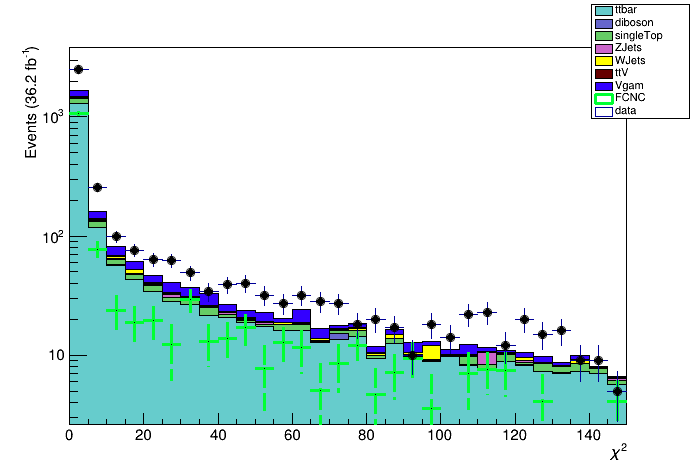 ttbar
diboson
singleTop
ZJets
WJets
ttV
Vgam
FCNC
data
Events (36.2 fb⁻¹)
10³
10²
10
0 20 40 60 80 100 120 140
χ²